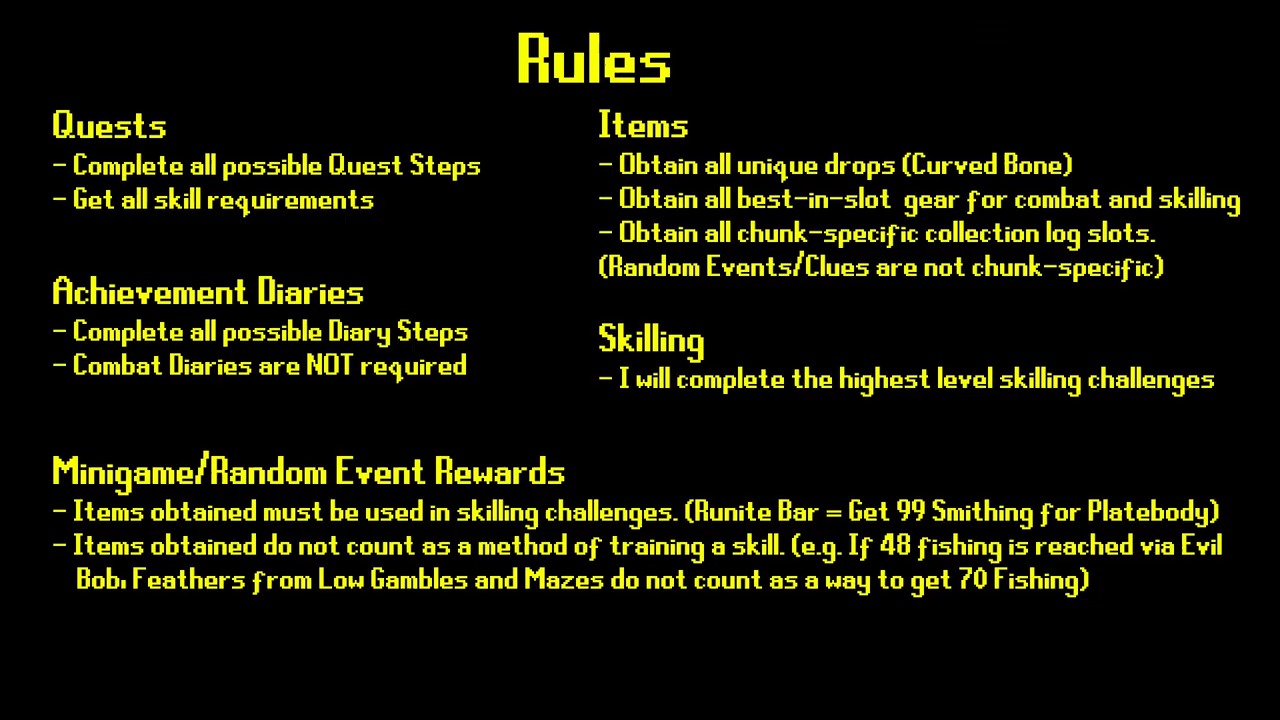 Rules
Quests
- Complete all possible Quest Steps
- Get all skill requirements
Achievement Diaries
- Complete all possible Diary Steps
- Combat Diaries are NOT required
Items
- Obtain all unique drops (Curved Bone)
- Obtain all best-in-slot  gear for combat and skilling
- Obtain all chunk-specific collection log slots.
(Random Events/Clues are not chunk-specific)
Skilling
- I will complete the highest level skilling challenges
Minigame/Random Event Rewards
- Items obtained must be used in skilling challenges. (Runite Bar = Get 99 Smithing for Platebody)
- Items obtained do not count as a method of training a skill. (e.g. If 48 fishing is reached via Evil
Bob, Feathers from Low Gambles and Mazes do not count as a way to get 70 Fishing)